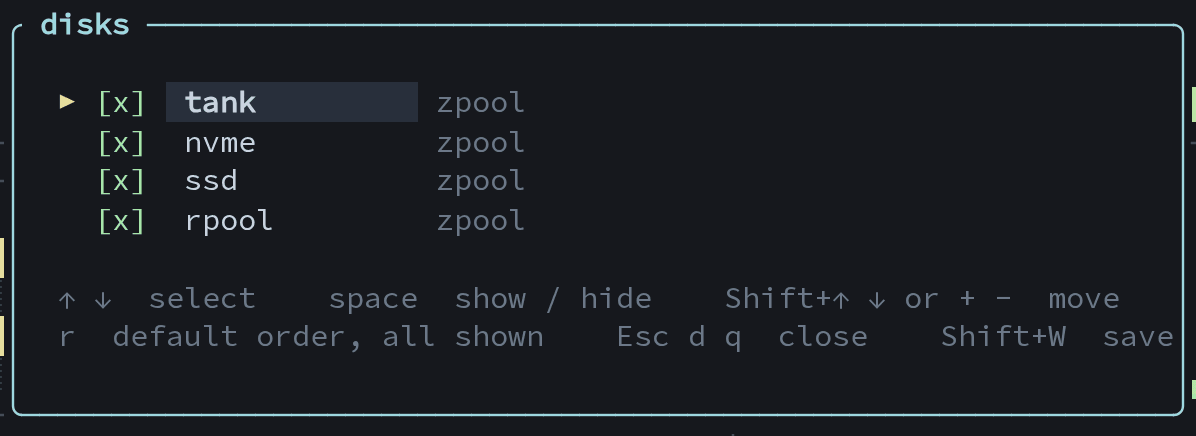 disks
► [x] tank zpool
[x] nvme zpool
[x] ssd zpool
[x] rpool zpool
↑ ↓ select space show / hide Shift+↑ ↓ or + - move
r default order, all shown Esc d q close Shift+W save